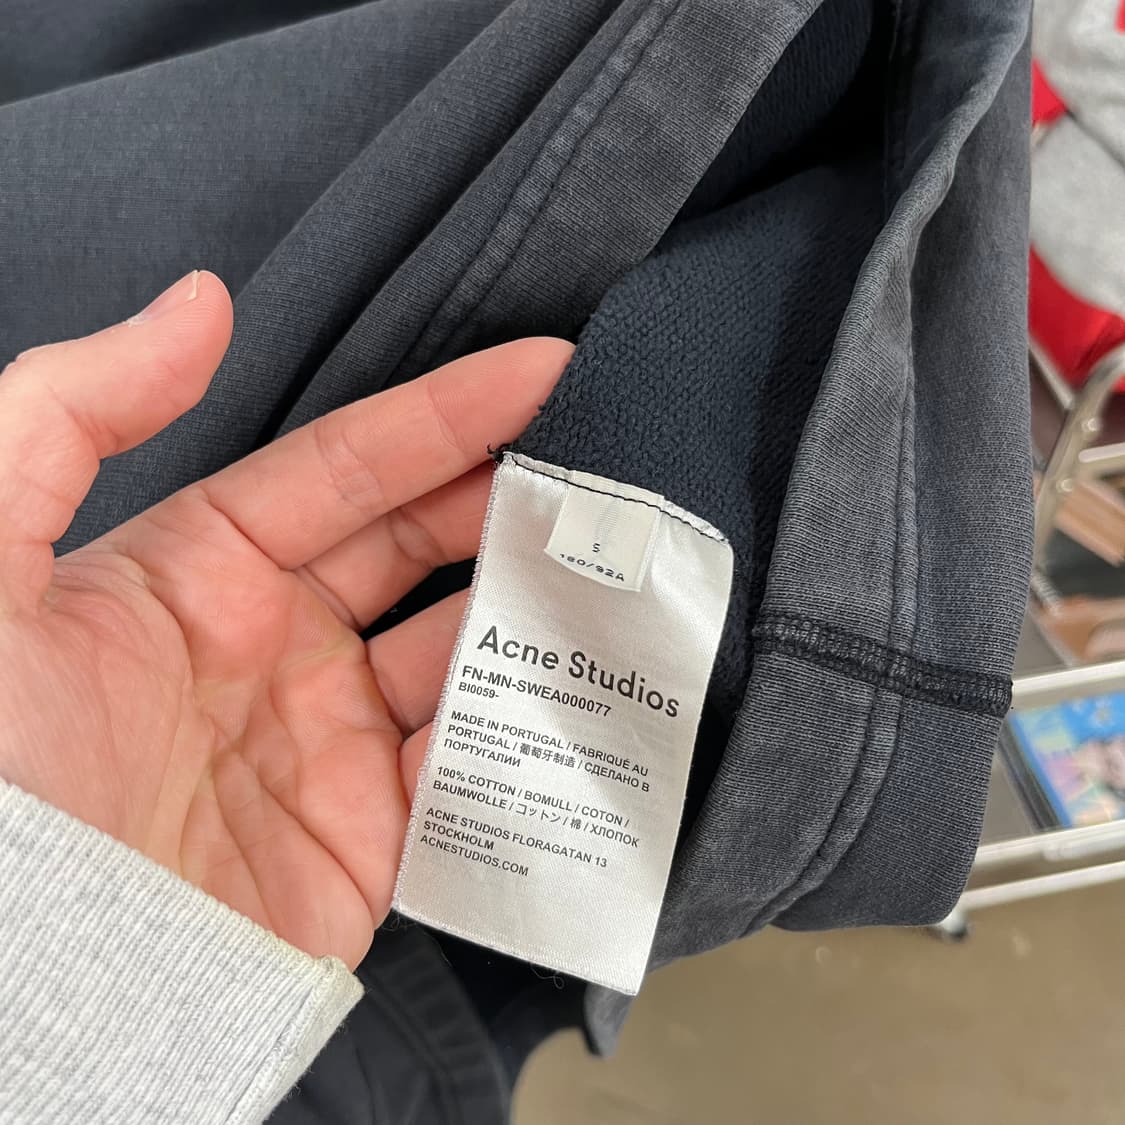 S
180/92A
Acne Studios
FN-MN-SWEA000077
BI0059-
MADE IN PORTUGAL / FABRIQUÉ AU
PORTUGAL / 葡萄牙制造 / СДЕЛАНО В
ПОРТУГАЛИИ
100% COTTON / BOMULL / COTON /
BAUMWOLLE / コットン / 棉 / ХЛОПОК
ACNE STUDIOS FLORAGATAN 13
STOCKHOLM
ACNESTUDIOS.COM